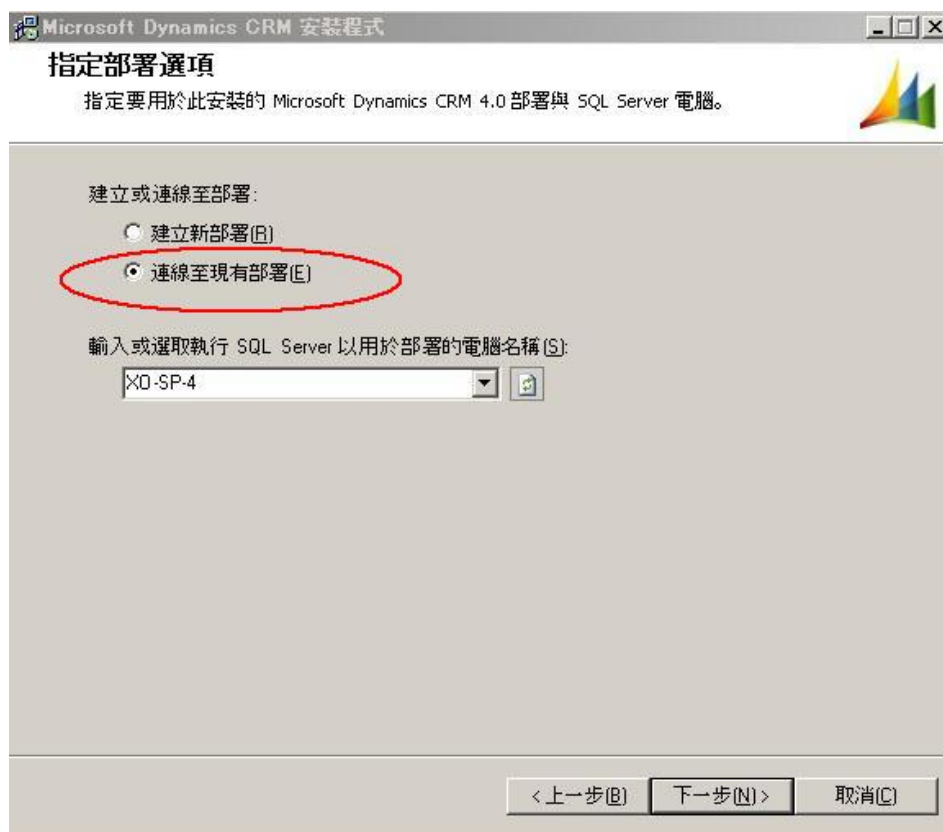 Microsoft Dynamics CRM 安裝程式
指定部署選項
指定要用於此安裝的 Microsoft Dynamics CRM 4.0 部署與 SQL Server 電腦。
建立或連線至部署:
建立新部署(R)
連線至現有部署(E)
輸入或選取執行 SQL Server 以用於部署的電腦名稱(S):
XO-SP-4
<上一步(B)
下一步(N)>
取消(C)